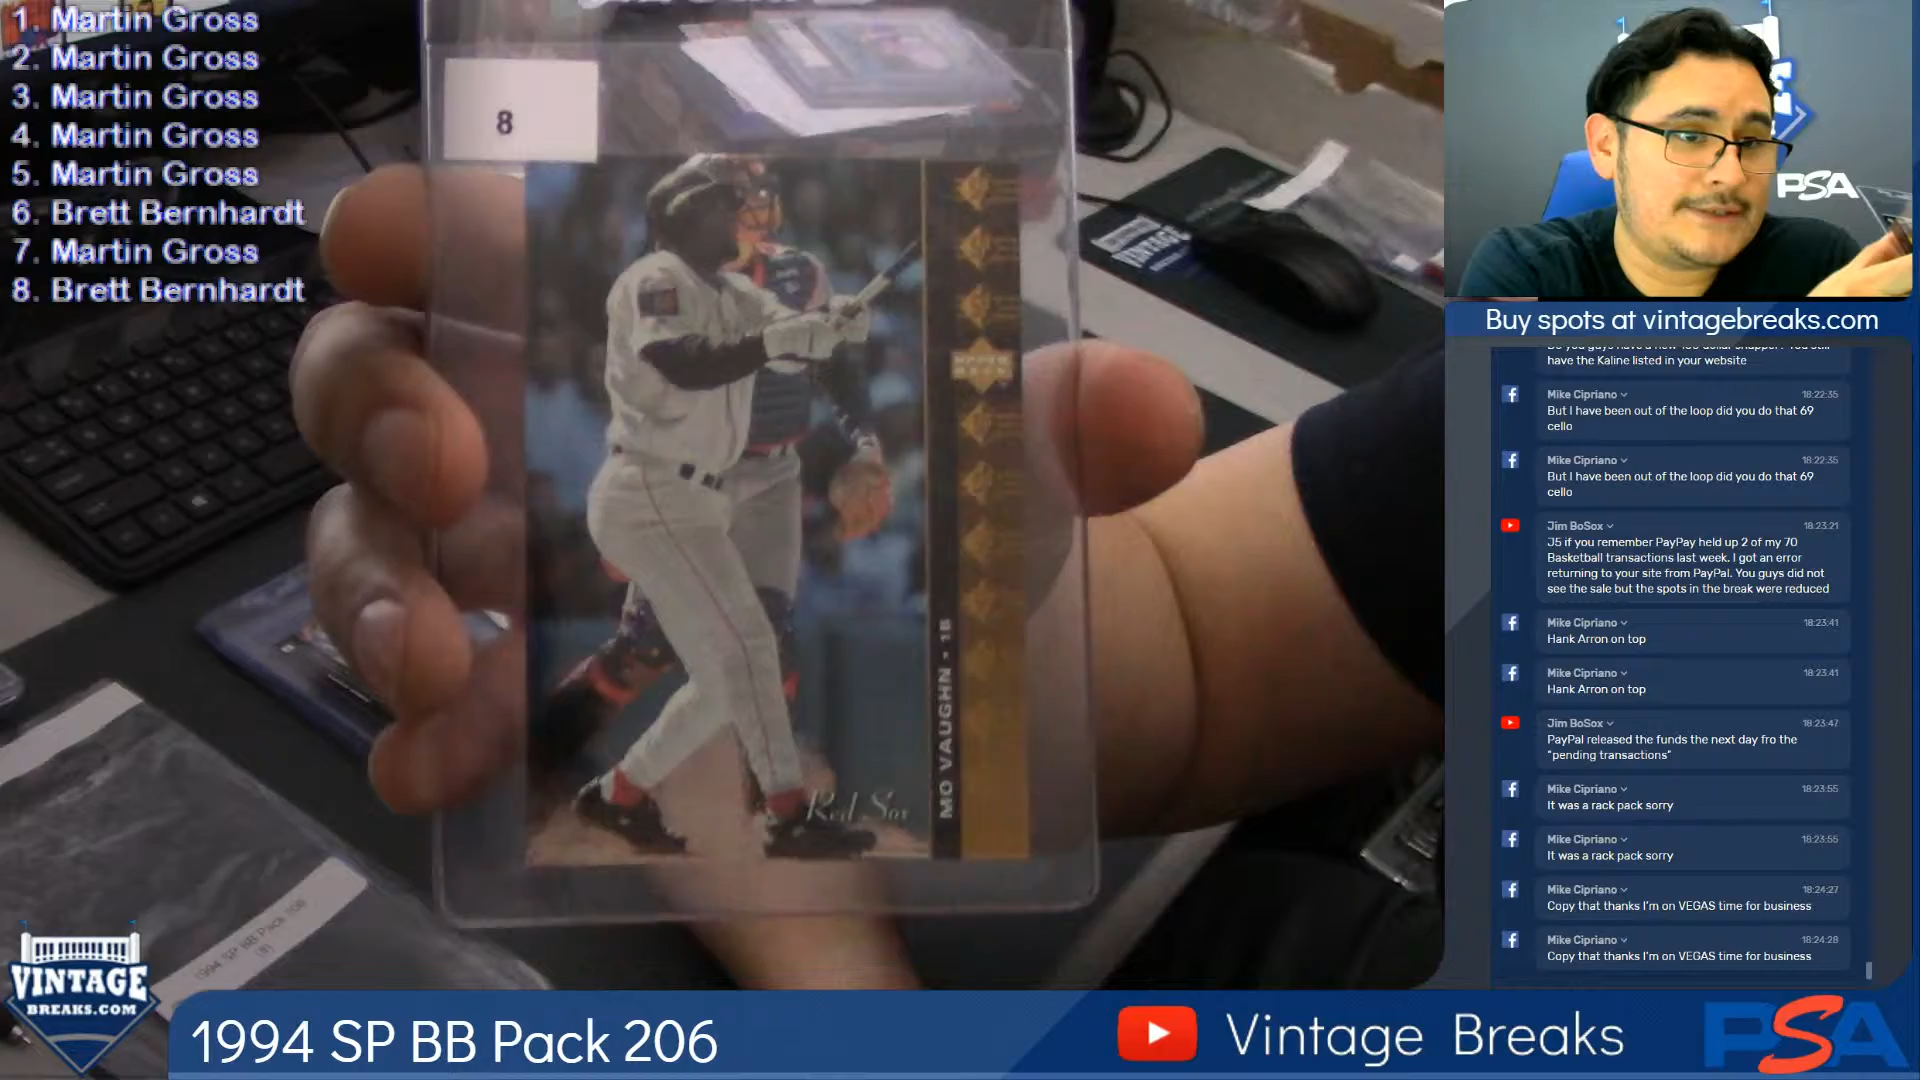 1. Martin Gross
2. Martin Gross
3. Martin Gross
4. Martin Gross
5. Martin Gross
6. Brett Bernhardt
7. Martin Gross
8. Brett Bernhardt
8
UPPER
DECK
MO VAUGHN - 1B
Red Sox
VINTAGE
1994 SP BB Pack 206
(8)
PSA
Buy spots at vintagebreaks.com
have the Kaline listed in your website
Mike Cipriano 18:22:35
But I have been out of the loop did you do that 69
cello
Mike Cipriano 18:22:35
But I have been out of the loop did you do that 69
cello
Jim BoSox 18:23:21
J5 if you remember PayPay held up 2 of my 70
Basketball transactions last week. I got an error
returning to your site from PayPal. You guys did not
see the sale but the spots in the break were reduced
Mike Cipriano 18:23:41
Hank Arron on top
Mike Cipriano 18:23:41
Hank Arron on top
Jim BoSox 18:23:47
PayPal released the funds the next day fro the
"pending transactions"
Mike Cipriano 18:23:55
It was a rack pack sorry
Mike Cipriano 18:23:55
It was a rack pack sorry
Mike Cipriano 18:24:27
Copy that thanks I'm on VEGAS time for business
Mike Cipriano 18:24:28
Copy that thanks I'm on VEGAS time for business
VINTAGE
BREAKS.COM
1994 SP BB Pack 206
Vintage Breaks
PSA